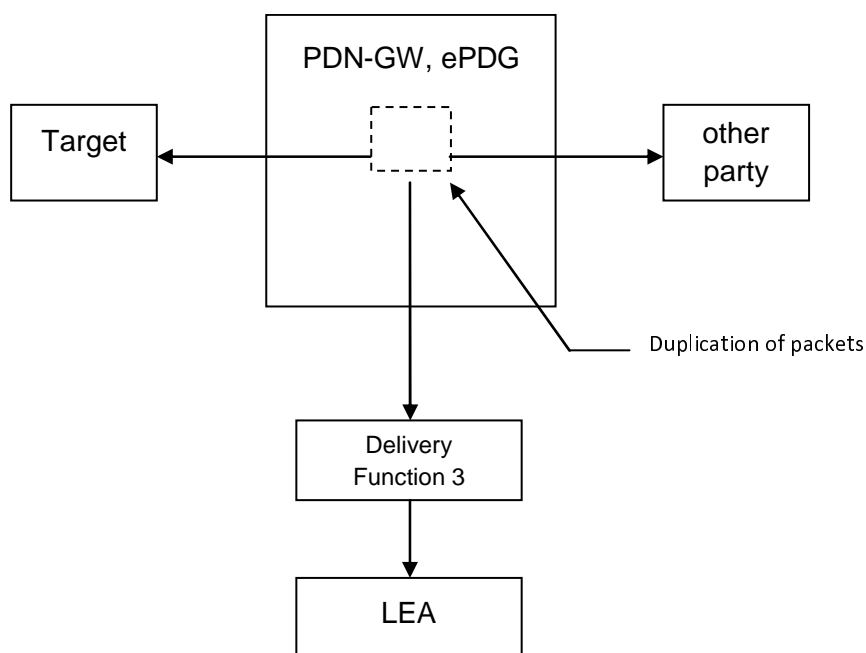 PDN-GW, ePDG
Target
other
party
Duplication of packets
Delivery
Function 3
LEA